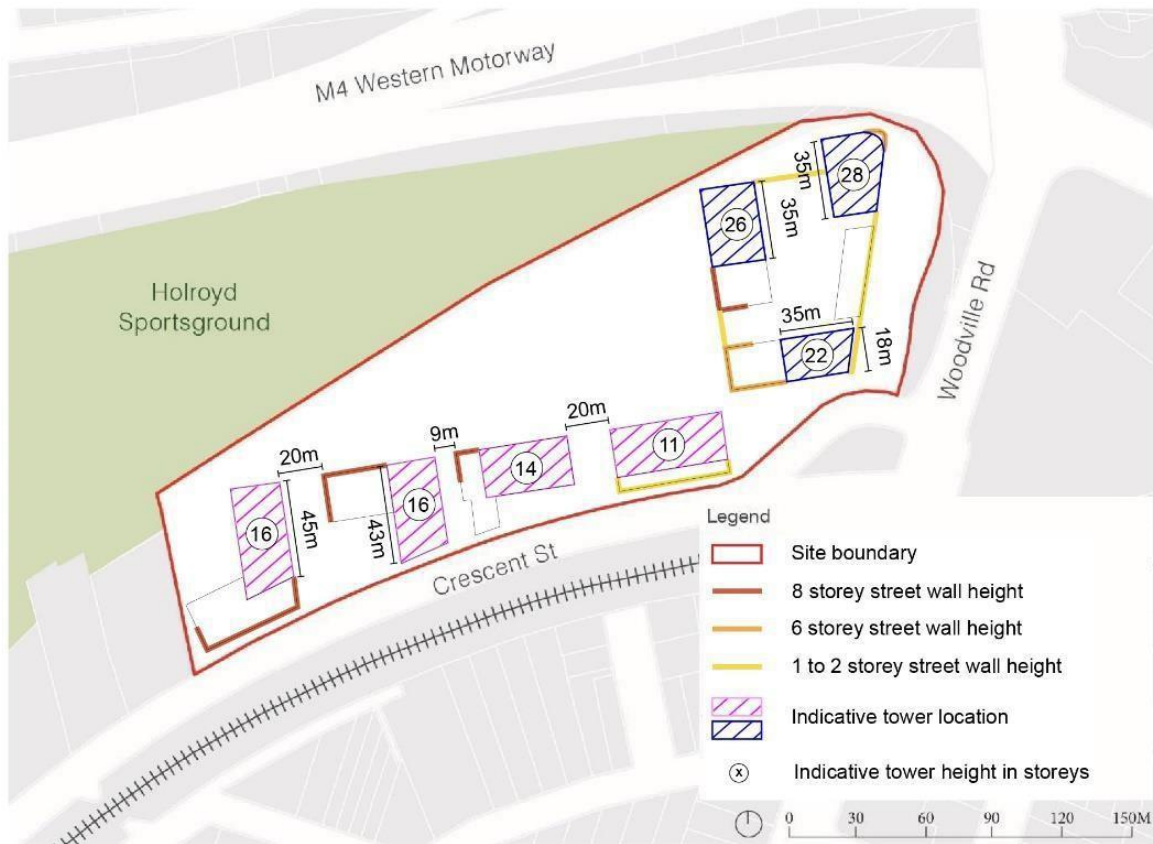 M4 Western Motorway
Holroyd
Sportsground
Woodville Rd
Crescent St
35m
28
26
35m
35m
22
18m
20m
11
9m
14
20m
16
43m
16
45m
Legend
Site boundary
8 storey street wall height
6 storey street wall height
1 to 2 storey street wall height
Indicative tower location
x Indicative tower height in storeys
0 30 60 90 120 150M